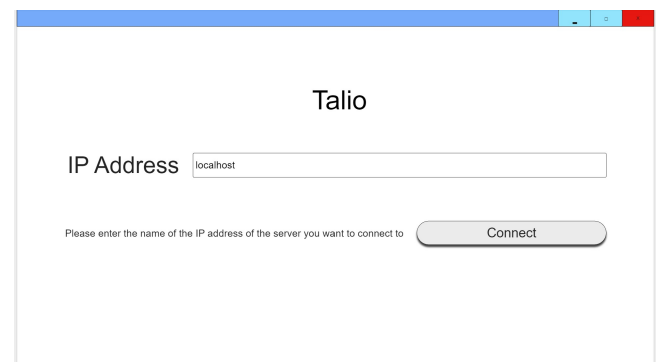 Talio
IP Address localhost
Please enter the name of the IP address of the server you want to connect to Connect